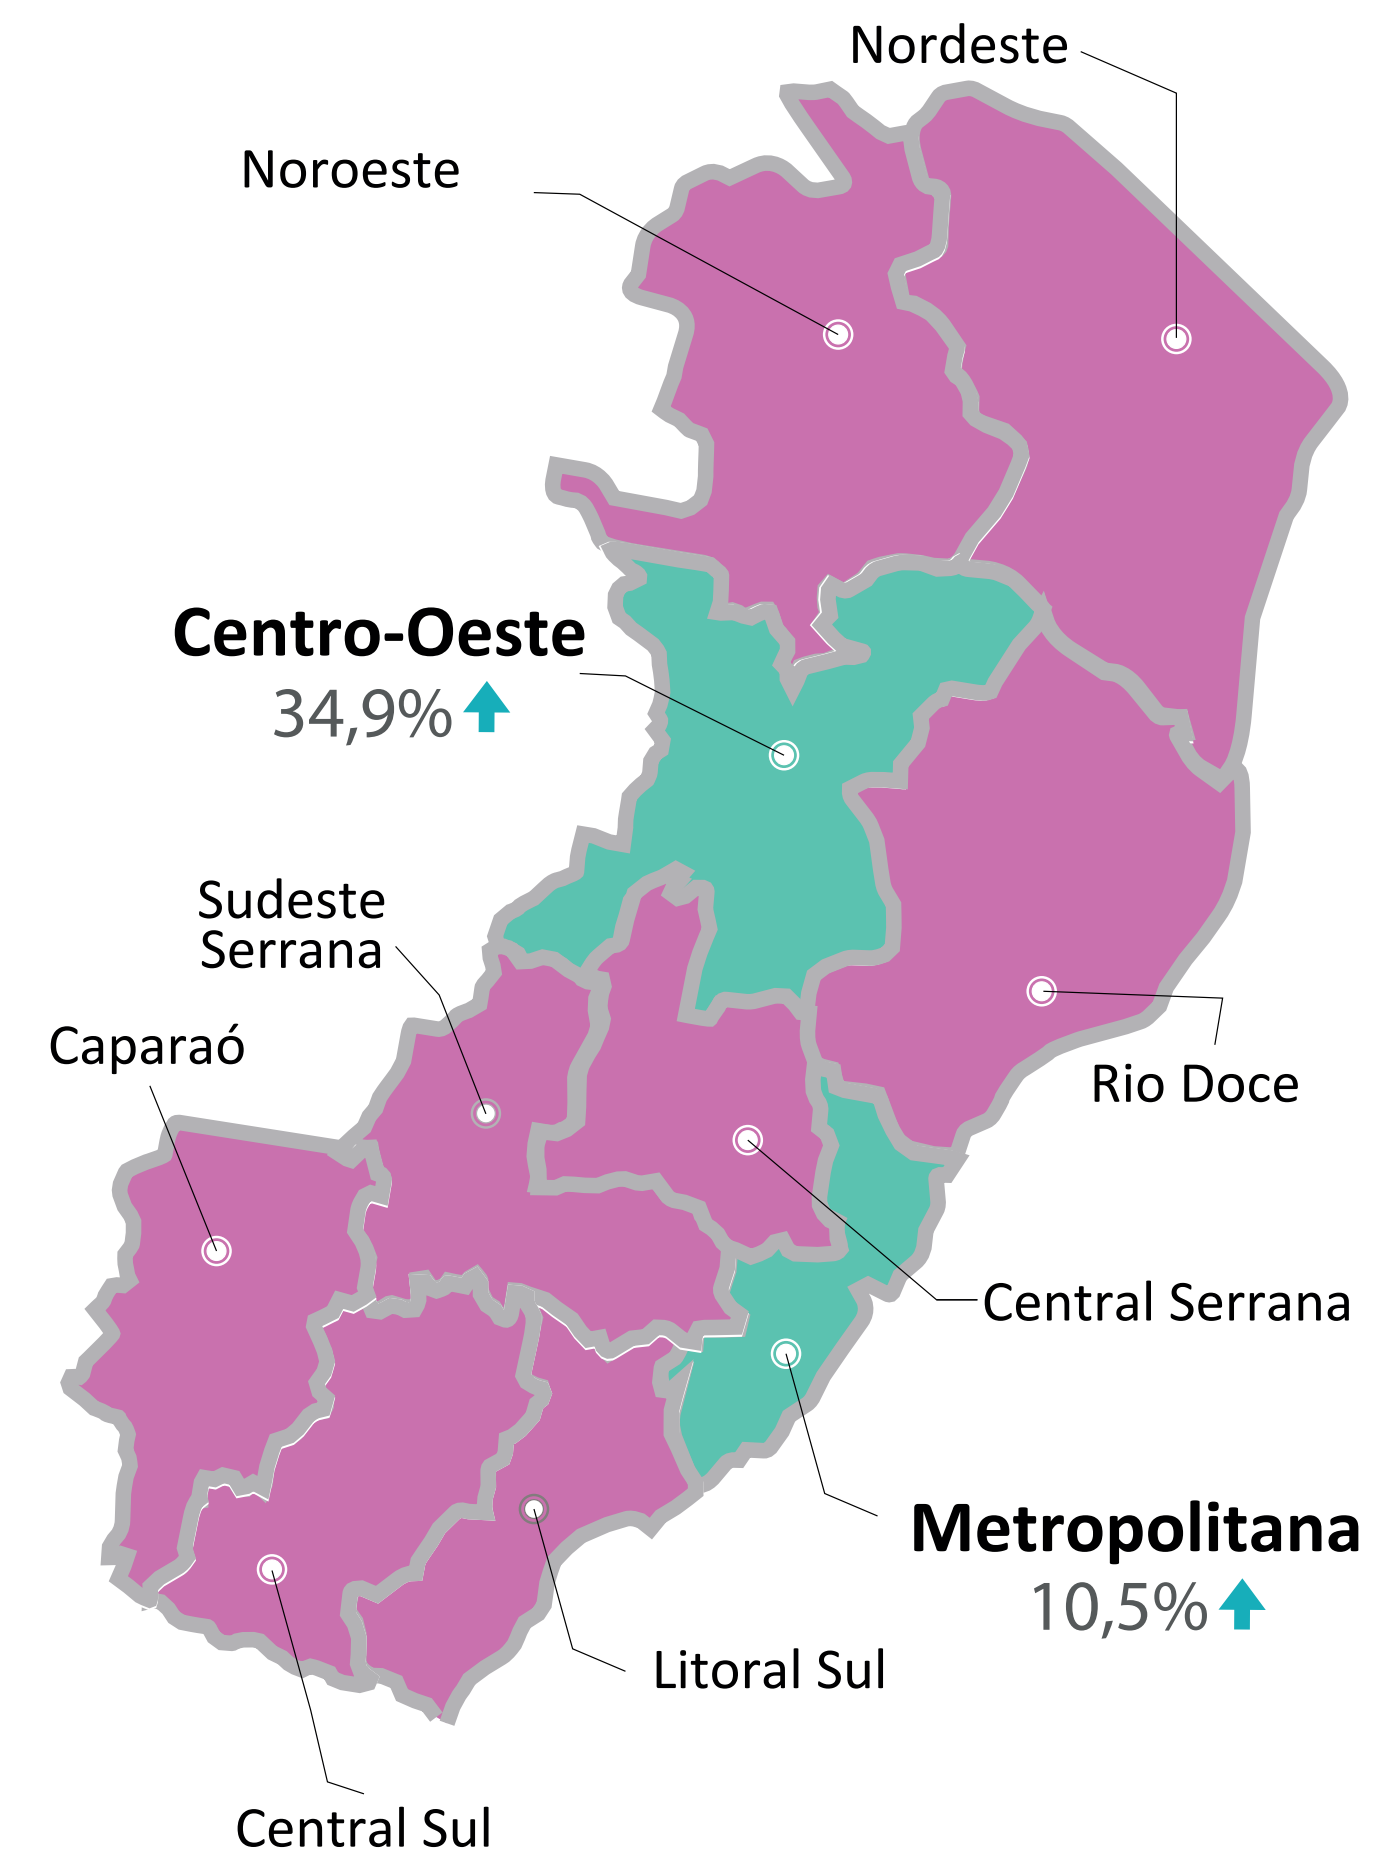 Nordeste
Noroeste
Centro-Oeste
34,9%
Sudeste
Serrana
Caparaó
Rio Doce
Central Serrana
Metropolitana
10,5%
Litoral Sul
Central Sul